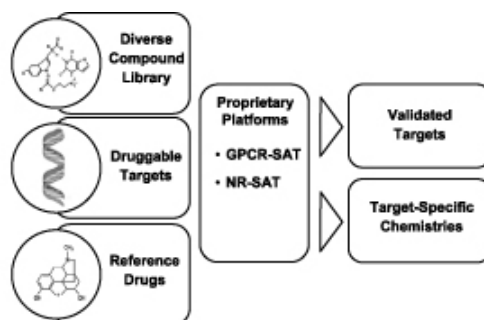 Diverse
Compound
Library
Druggable
Targets
Reference
Drugs
Proprietary
Platforms
• GPCR-SAT
• NR-SAT
Validated
Targets
Target-Specific
Chemistries